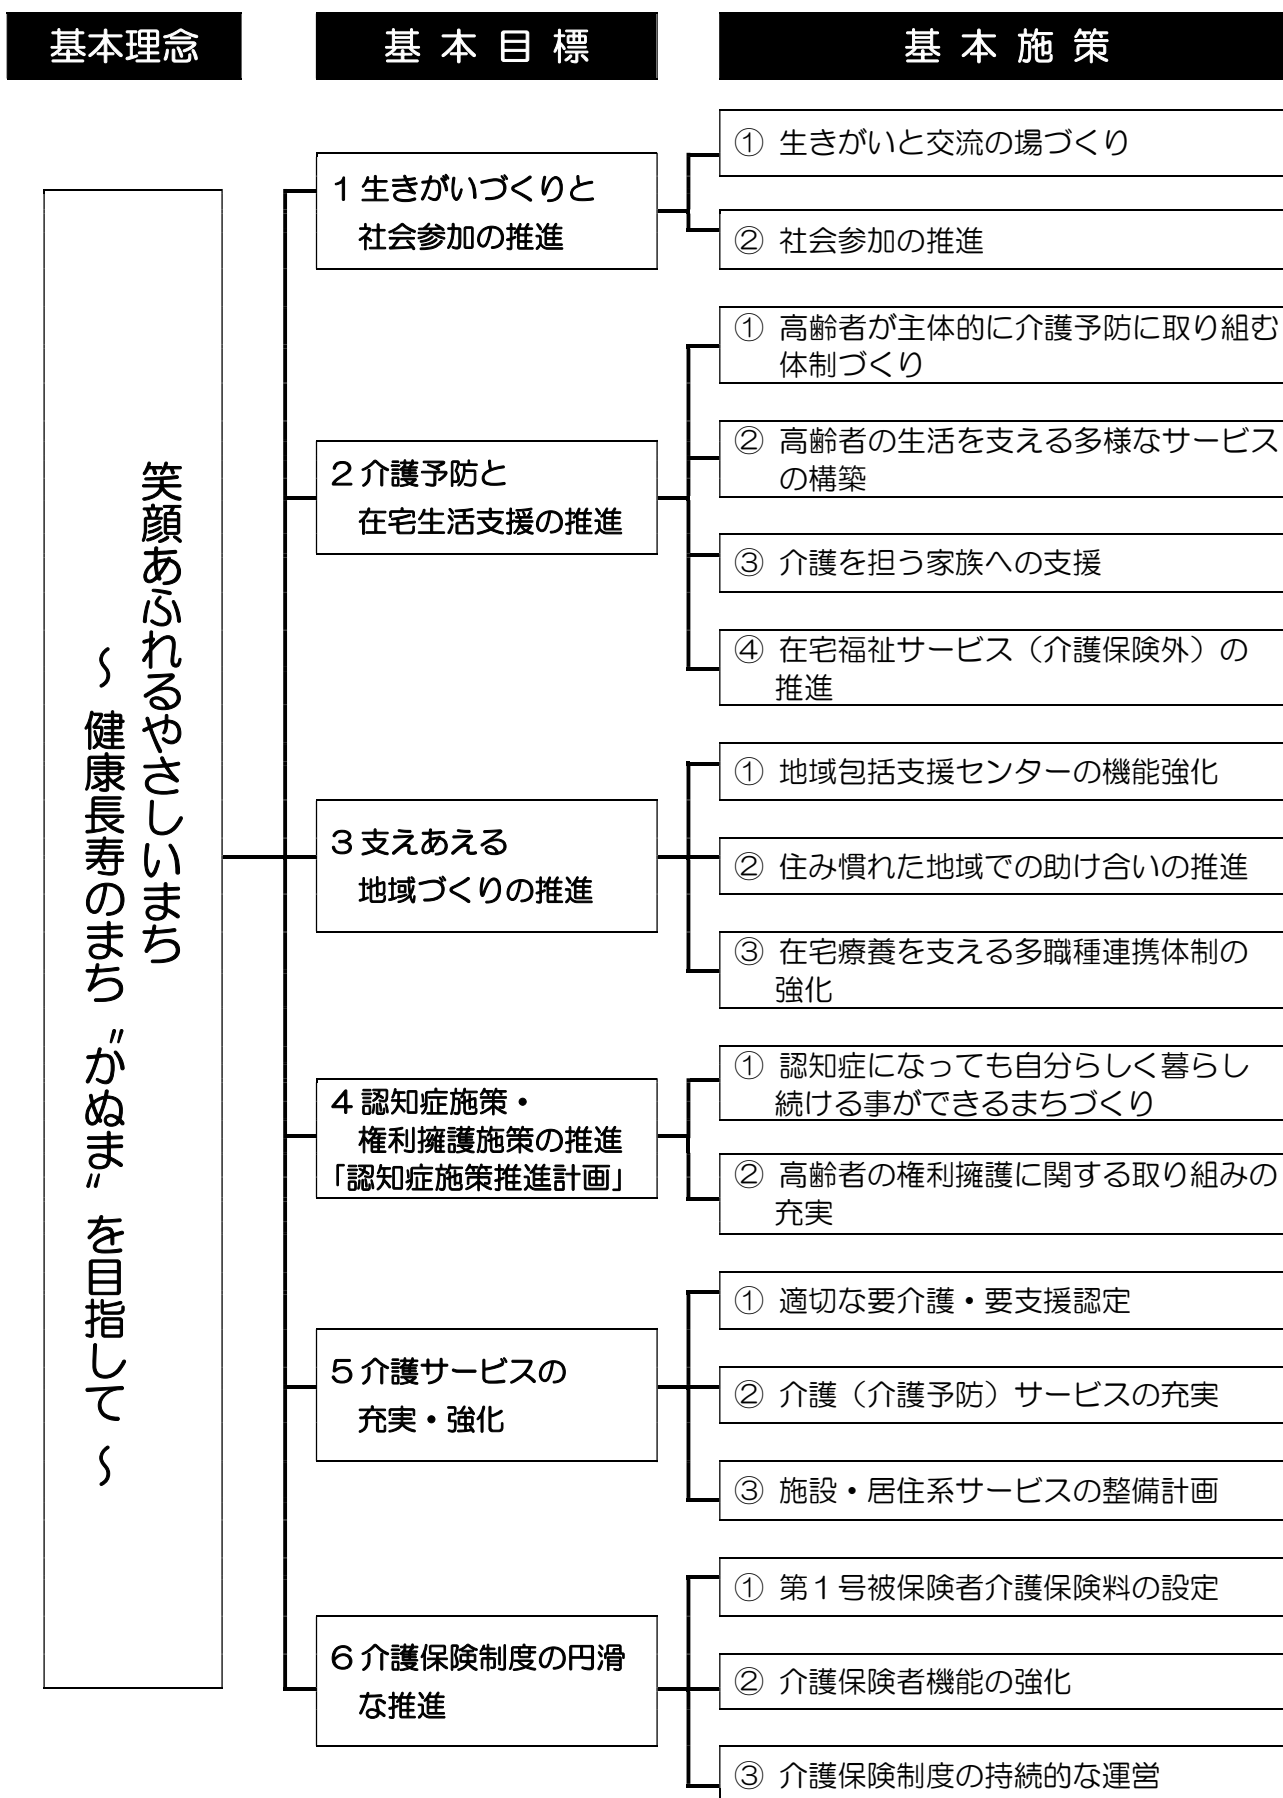 基本理念
基本目標
基本施策
笑顔あふれるやさしいまち
～ 健康長寿のまち〝かぬま〟を目指して ～
1 生きがいづくりと
社会参加の推進
① 生きがいと交流の場づくり
② 社会参加の推進
2 介護予防と
在宅生活支援の推進
① 高齢者が主体的に介護予防に取り組む
体制づくり
② 高齢者の生活を支える多様なサービス
の構築
③ 介護を担う家族への支援
④ 在宅福祉サービス（介護保険外）の
推進
3 支えあえる
地域づくりの推進
① 地域包括支援センターの機能強化
② 住み慣れた地域での助け合いの推進
③ 在宅療養を支える多職種連携体制の
強化
4 認知症施策・
権利擁護施策の推進
「認知症施策推進計画」
① 認知症になっても自分らしく暮らし
続ける事ができるまちづくり
② 高齢者の権利擁護に関する取り組みの
充実
5 介護サービスの
充実・強化
① 適切な要介護・要支援認定
② 介護（介護予防）サービスの充実
③ 施設・居住系サービスの整備計画
6 介護保険制度の円滑
な推進
① 第１号被保険者介護保険料の設定
② 介護保険者機能の強化
③ 介護保険制度の持続的な運営